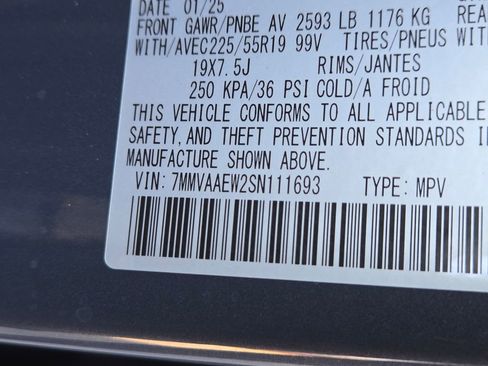 DATE 01/25
FRONT GAWR/PNBE AV 2593 LB 1176 KG REA
WITH/AVEC225/55R19 99V TIRES/PNEUS WIT
19X7.5J RIMS/JANTES
250 KPA/36 PSI COLD/A FROID
THIS VEHICLE CONFORMS TO ALL APPLICABLE
SAFETY, AND THEFT PREVENTION STANDARDS I
MANUFACTURE SHOWN ABOVE.
VIN: 7MMVAAEW2SN111693 TYPE: MPV